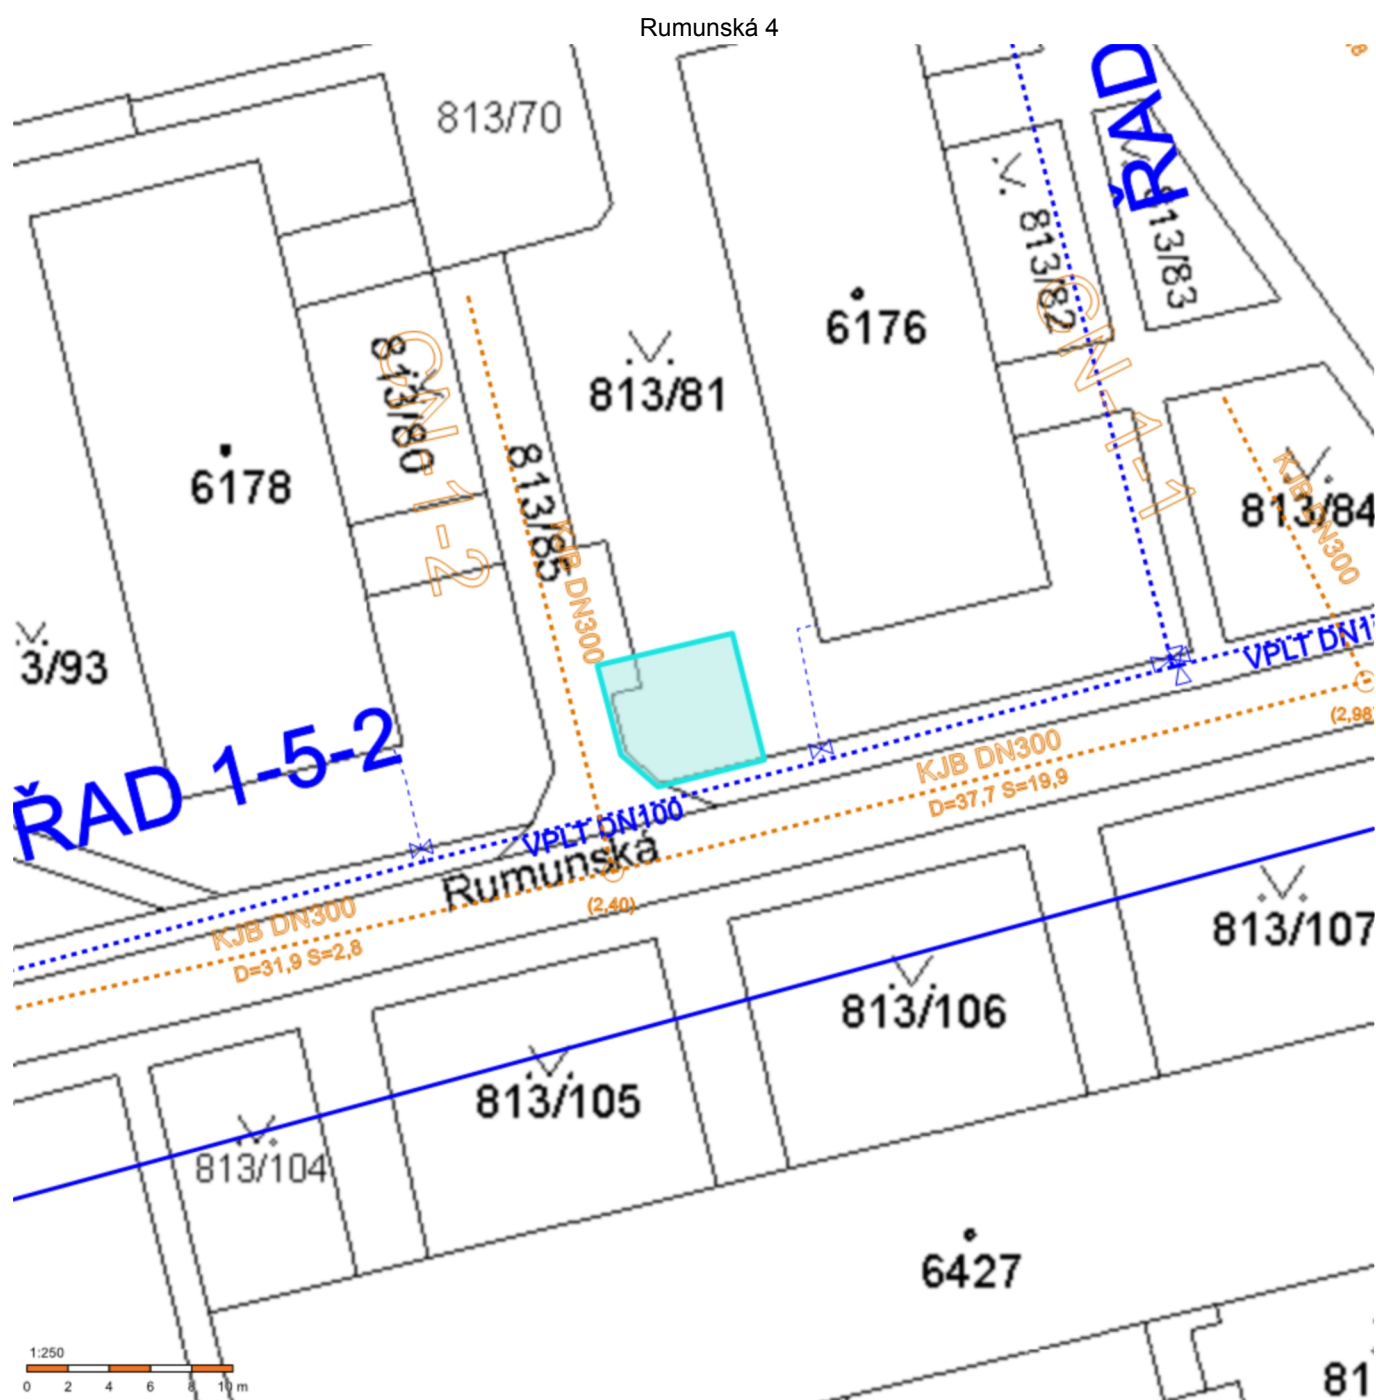 Rumunská 4
813/70
ŘAD
813/82
813/83
6176
813/80
CN-1-2
813/81
CN-1-1
6178
813/85
KJB DN300
813/84
KJB DN300
3/93
VPLT DN1
ŘAD 1-5-2
(2,98
KJB DN300
D=37,7 S=19,9
VPLT DN100
Rumunská
(2,40)
KJB DN300
D=31,9 S=2,8
813/107
813/106
813/105
813/104
6427
1:250
0 2 4 6 8 10 m
81